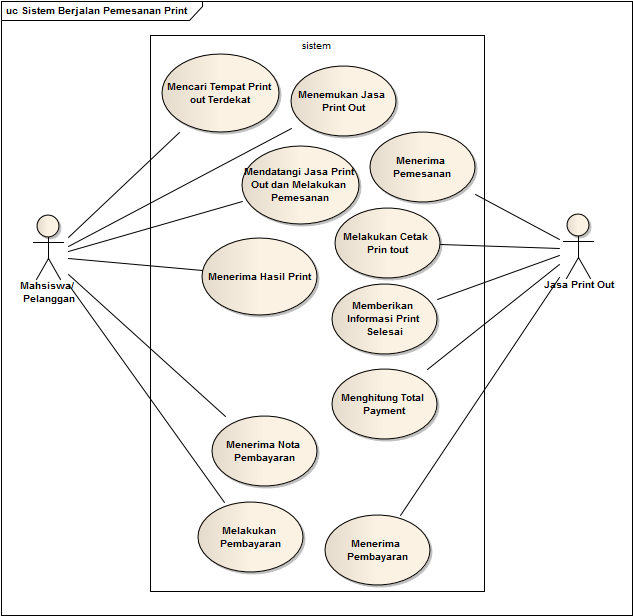 uc Sistem Berjalan Pemesanan Print
sistem
Mencari Tempat Print
out Terdekat
Menemukan Jasa
Print Out
Menerima
Pemesanan
Mendatangi Jasa Print
Out dan Melakukan
Pemesanan
Melakukan Cetak
Prin tout
Menerima Hasil Print
Mahsiswa/
Pelanggan
Jasa Print Out
Memberikan
Informasi Print
Selesai
Menghitung Total
Payment
Menerima Nota
Pembayaran
Melakukan
Pembayaran
Menerima
Pembayaran